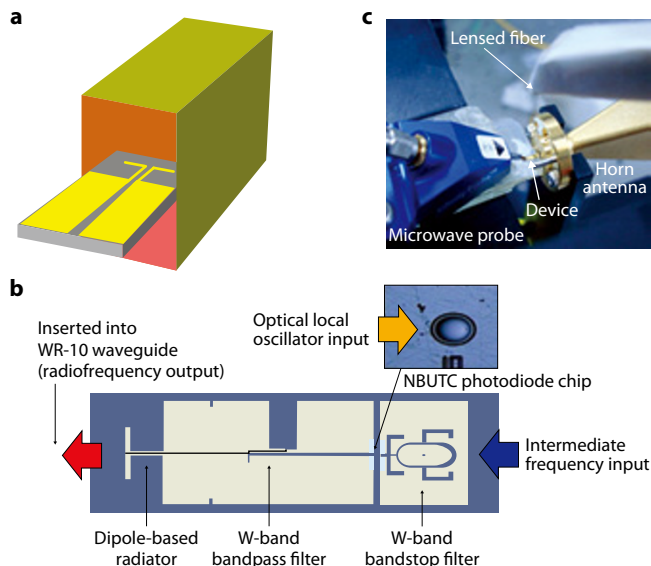 a
c
Lensed fiber
Horn
antenna
Device
Microwave probe
b
Inserted into
WR-10 waveguide
(radiofrequency output)
Optical local
oscillator input
NBUTC photodiode chip
Intermediate
frequency input
Dipole-based
radiator
W-band
bandpass filter
W-band
bandstop filter